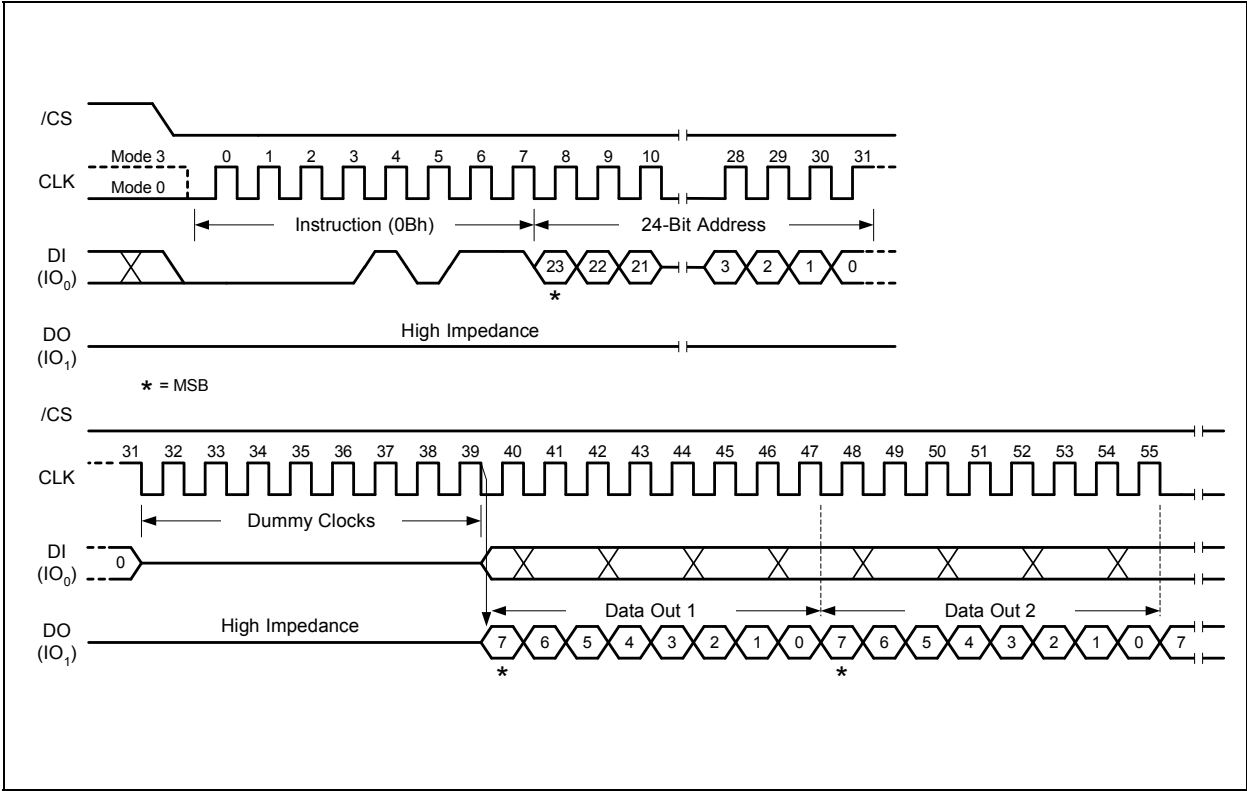 /CS
Mode 3 0 1 2 3 4 5 6 7 8 9 10 28 29 30 31
CLK
Mode 0
Instruction (0Bh) 24-Bit Address
DI
(IO₀)
23 22 21 3 2 1 0
*
High Impedance
DO
(IO₁)
* = MSB
/CS
31 32 33 34 35 36 37 38 39 40 41 42 43 44 45 46 47 48 49 50 51 52 53 54 55
CLK
Dummy Clocks
DI
(IO₀)
0
Data Out 1 Data Out 2
High Impedance
DO
(IO₁)
7 6 5 4 3 2 1 0 7 6 5 4 3 2 1 0 7
* *